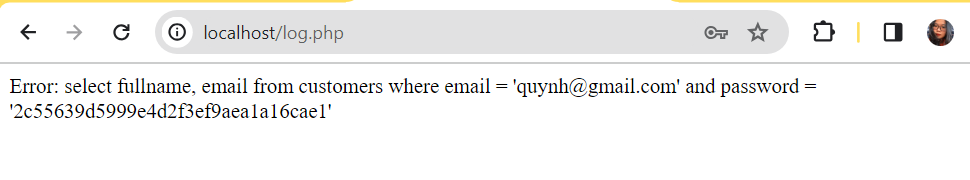 localhost/log.php
Error: select fullname, email from customers where email = 'quynh@gmail.com' and password =
'2c55639d5999e4d2f3ef9aea1a16cae1'